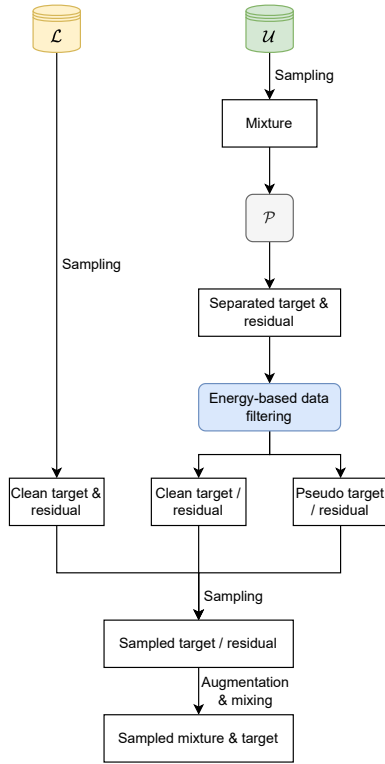 ℒ
𝒰
Sampling
Mixture
𝒫
Sampling
Separated target &
residual
Energy-based data
filtering
Clean target &
residual
Clean target /
residual
Pseudo target
/ residual
Sampling
Sampled target / residual
Augmentation
& mixing
Sampled mixture & target